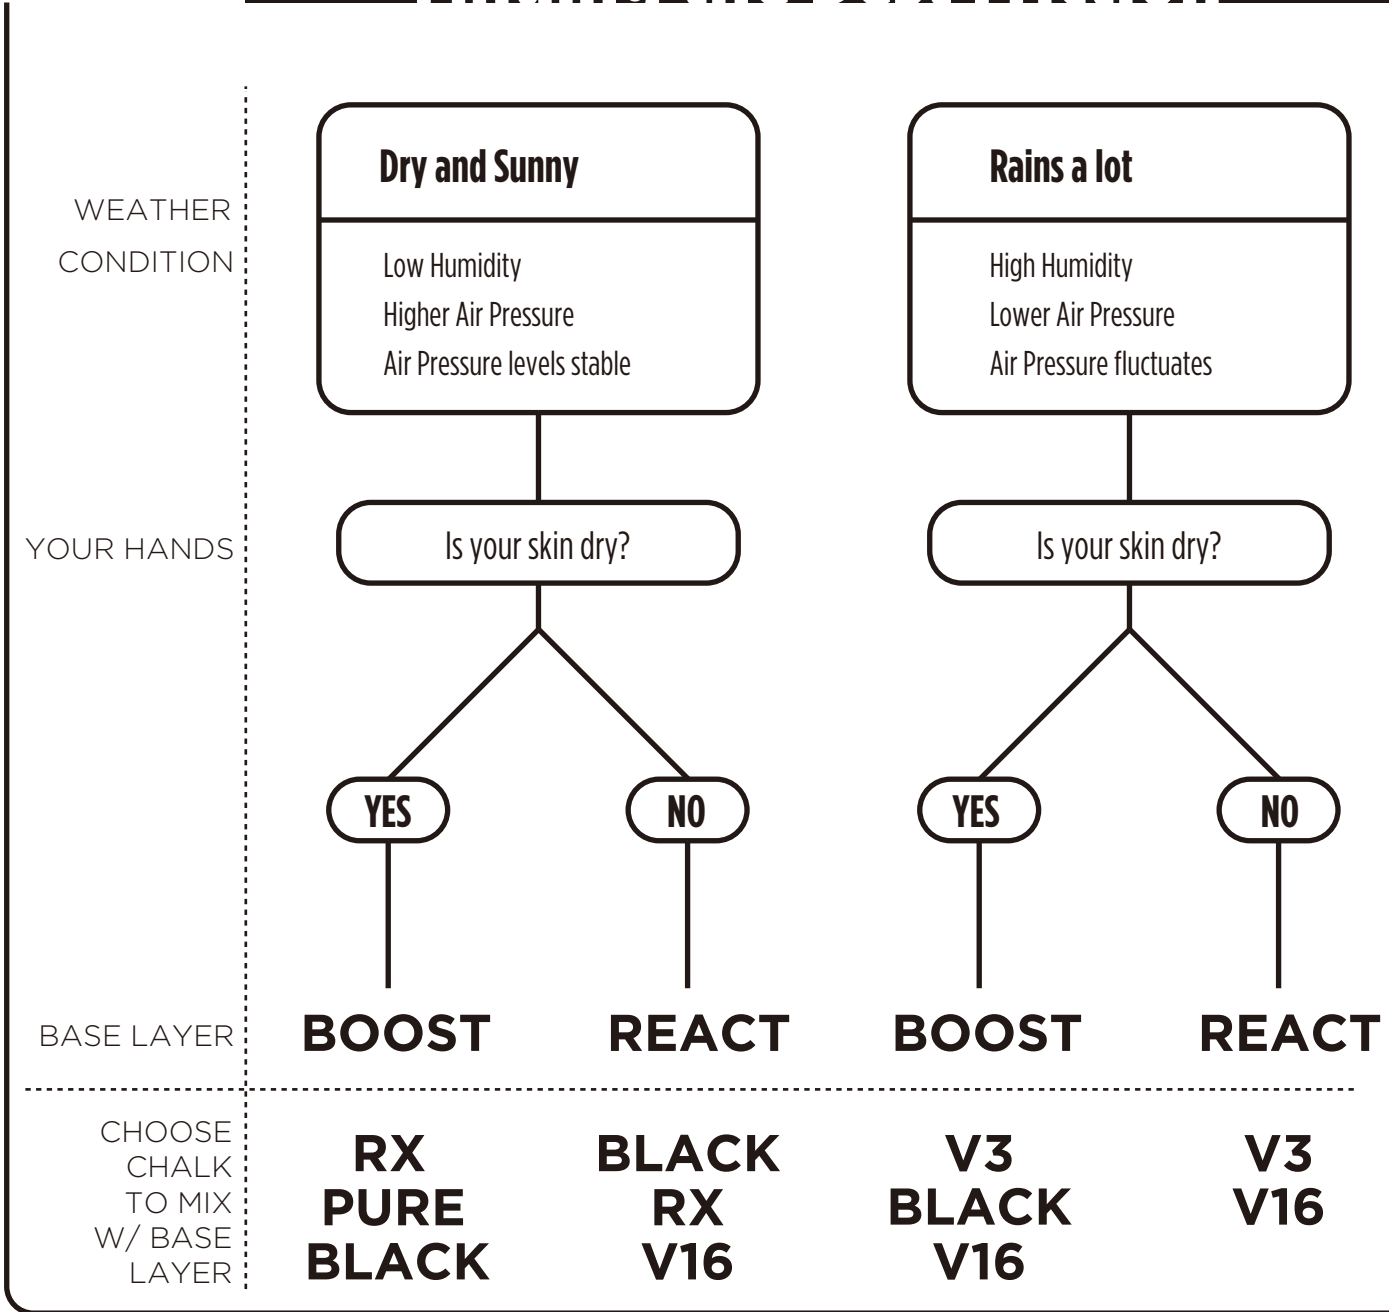 WEATHER
CONDITION
Dry and Sunny
Low Humidity
Higher Air Pressure
Air Pressure levels stable
Rains a lot
High Humidity
Lower Air Pressure
Air Pressure fluctuates
YOUR HANDS
Is your skin dry?
Is your skin dry?
YES
NO
YES
NO
BASE LAYER
BOOST
REACT
BOOST
REACT
CHOOSE
CHALK
TO MIX
W/ BASE
LAYER
RX
PURE
BLACK
BLACK
RX
V16
V3
BLACK
V16
V3
V16